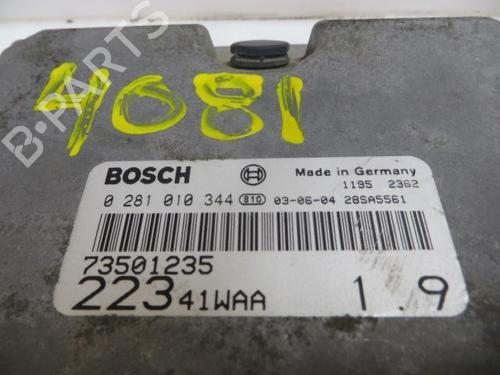 4081
B-PARTS
BOSCH
Made in Germany
1195 2362
0 281 010 344 810 03-06-04 28SA5561
73501235
223 41WAA 1.9